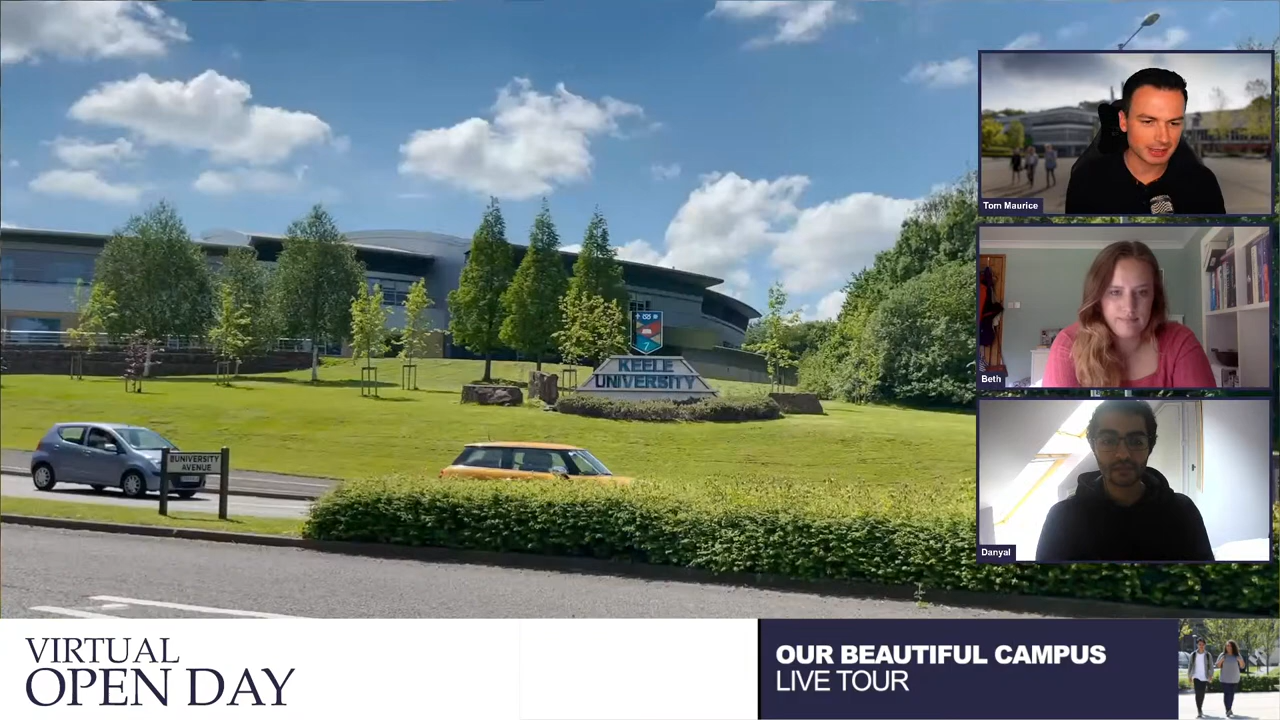 Tom Maurice
KEELE
UNIVERSITY
Beth
UNIVERSITY
AVENUE
Danyal
VIRTUAL
OPEN DAY
OUR BEAUTIFUL CAMPUS
LIVE TOUR